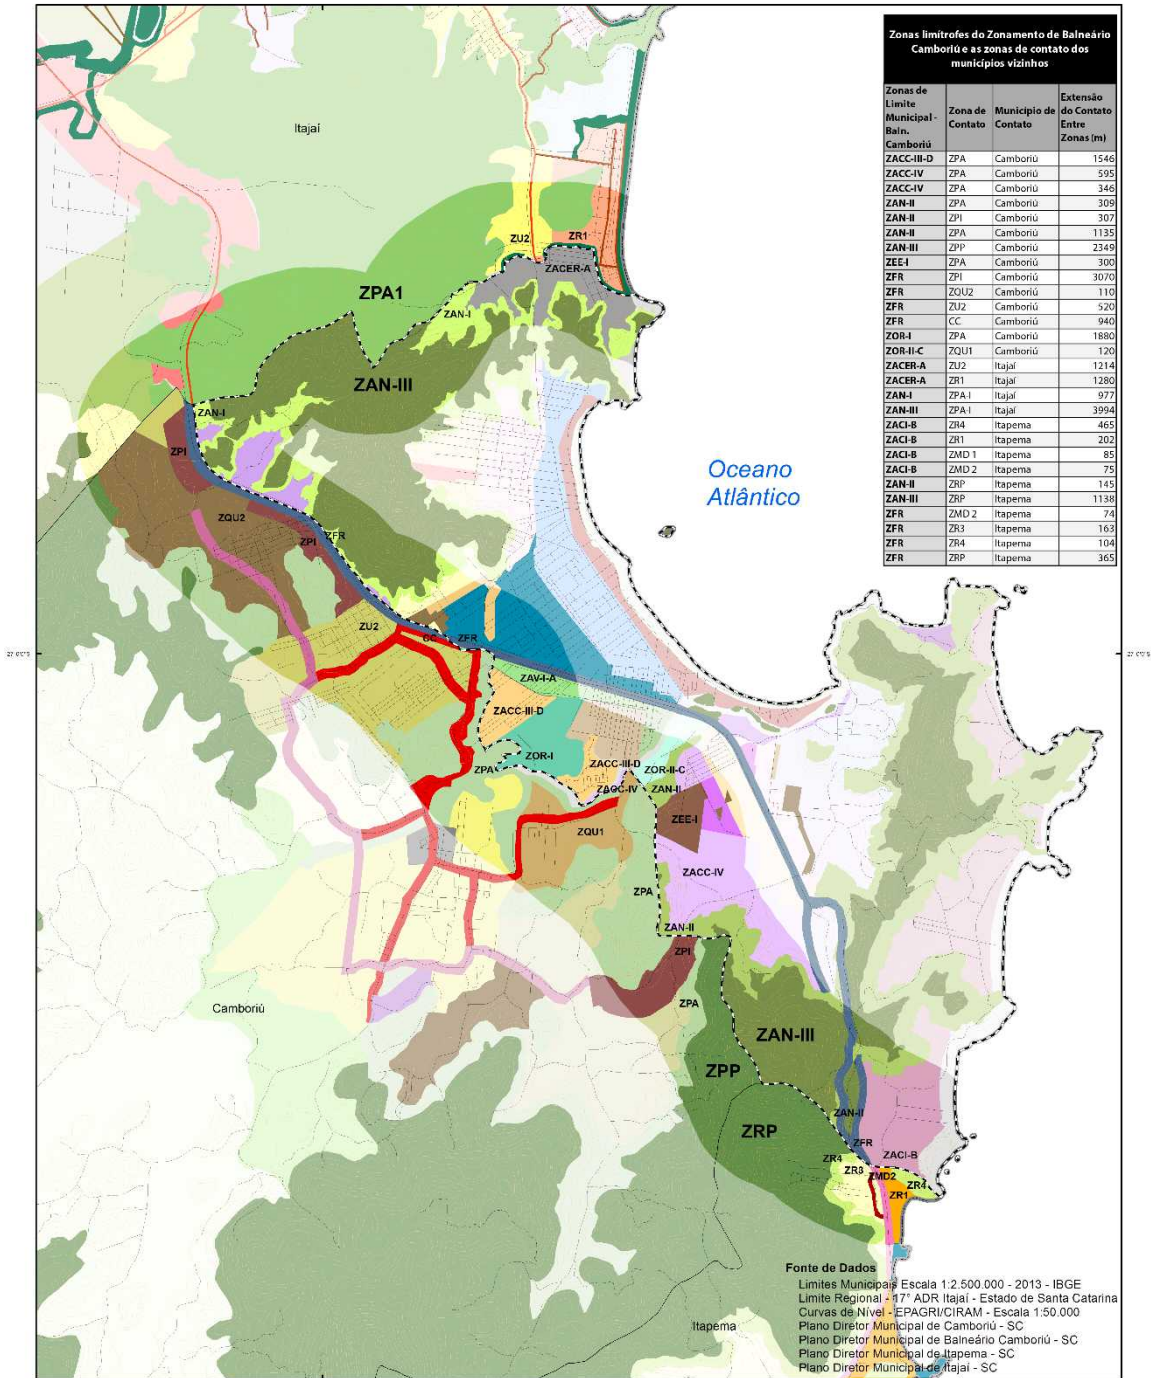 Zonas limítrofes do Zonamento de Balneário
Camboriú e as zonas de contato dos
municípios vizinhos
Zonas de Limite Municipal - Baln. Camboriú | Zona de Contato | Município de Contato | Extensão do Contato Entre Zonas (m)
ZACC-III-D ZPA Camboriú 1546
ZACC-IV ZPA Camboriú 595
ZACC-IV ZPA Camboriú 346
ZAN-II ZPA Camboriú 309
ZAN-II ZPI Camboriú 307
ZAN-II ZPA Camboriú 1135
ZAN-III ZPP Camboriú 2349
ZEE-I ZPA Camboriú 300
ZFR ZPI Camboriú 3070
ZFR ZQU2 Camboriú 110
ZFR ZU2 Camboriú 520
ZFR CC Camboriú 940
ZOR-I ZPA Camboriú 1880
ZOR-II-C ZQU1 Camboriú 120
ZACER-A ZU2 Itajaí 1214
ZACER-A ZR1 Itajaí 1280
ZAN-I ZPA-I Itajaí 977
ZAN-III ZPA-I Itajaí 3994
ZACI-B ZR4 Itapema 465
ZACI-B ZR1 Itapema 202
ZACI-B ZMD 1 Itapema 85
ZACI-B ZMD 2 Itapema 75
ZAN-II ZRP Itapema 145
ZAN-III ZRP Itapema 1138
ZFR ZMD 2 Itapema 74
ZFR ZR3 Itapema 163
ZFR ZR4 Itapema 104
ZFR ZRP Itapema 365
Itajaí
ZU2
ZR1
ZACER-A
ZPA1
ZAN-I
ZAN-III
ZAN-I
ZPI
Oceano
Atlântico
ZQU2
ZPI
ZFR
ZU2
CC
ZFR
ZAV-I-A
ZACC-III-D
ZOR-I
ZPA
ZACC-III-D
ZOR-II-C
ZACC-IV
ZAN-II
ZEE-I
ZQU1
ZACC-IV
ZPA
ZAN-II
ZPI
ZPA
Camboriú
ZAN-III
ZPP
ZAN-II
ZRP
ZFR
ZR4
ZACI-B
ZMD2
ZR4
ZR1
Itapema
Fonte de Dados
Limites Municipais Escala 1:2.500.000 - 2013 - IBGE
Limite Regional - 17° ADR Itajaí - Estado de Santa Catarina
Curvas de Nível - EPAGRI/CIRAM - Escala 1:50.000
Plano Diretor Municipal de Camboriú - SC
Plano Diretor Municipal de Balneário Camboriú - SC
Plano Diretor Municipal de Itapema - SC
Plano Diretor Municipal de Itajaí - SC